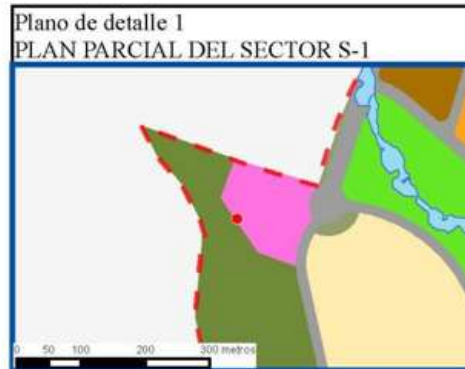 Plano de detalle 1
PLAN PARCIAL DEL SECTOR S-1
0 50 100 200 300 metros